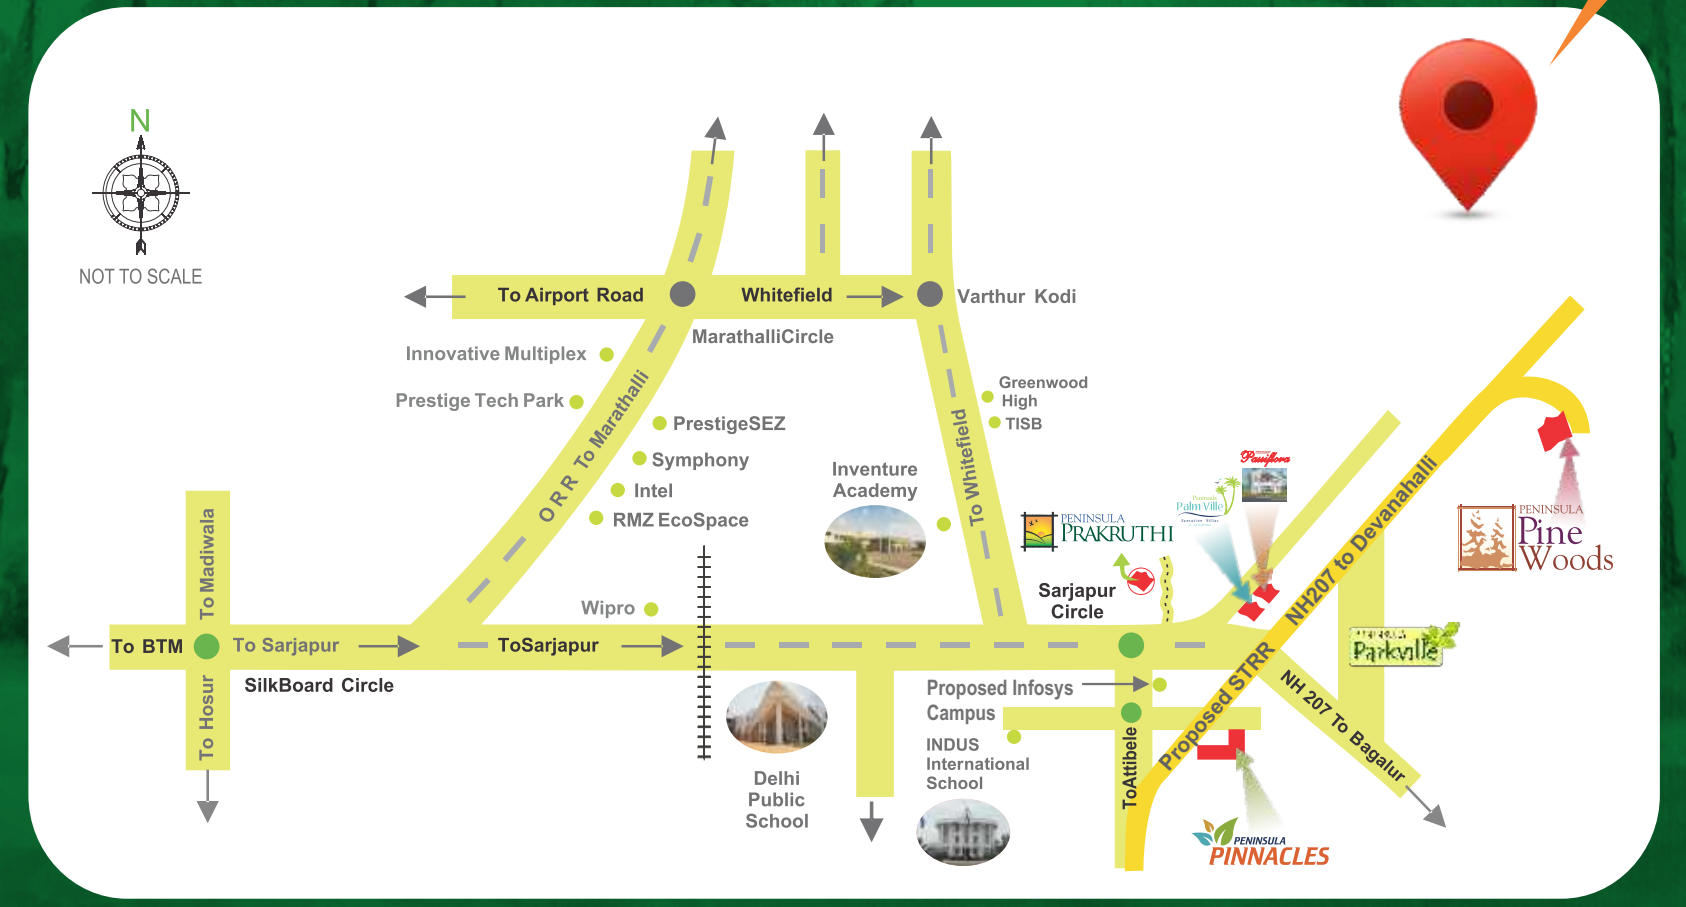 N
NOT TO SCALE
To Airport Road
Whitefield
Varthur Kodi
MarathalliCircle
Innovative Multiplex
Prestige Tech Park
ORR To Marathalli
PrestigeSEZ
Symphony
Intel
RMZ EcoSpace
Greenwood
High
TISB
To Whitefield
Inventure
Academy
PENINSULA
PRAKRUTHI
Peninsula
Palm Ville
Passiflora
Sarjapur
Circle
NH207 to Devanahalli
PENINSULA
Pine
Woods
To Madiwala
Wipro
To BTM
To Sarjapur
ToSarjapur
SilkBoard Circle
To Hosur
Parkville
Proposed STRR
NH 207 To Bagalur
Proposed Infosys
Campus
INDUS
International
School
ToAttibele
Delhi
Public
School
PENINSULA
PINNACLES